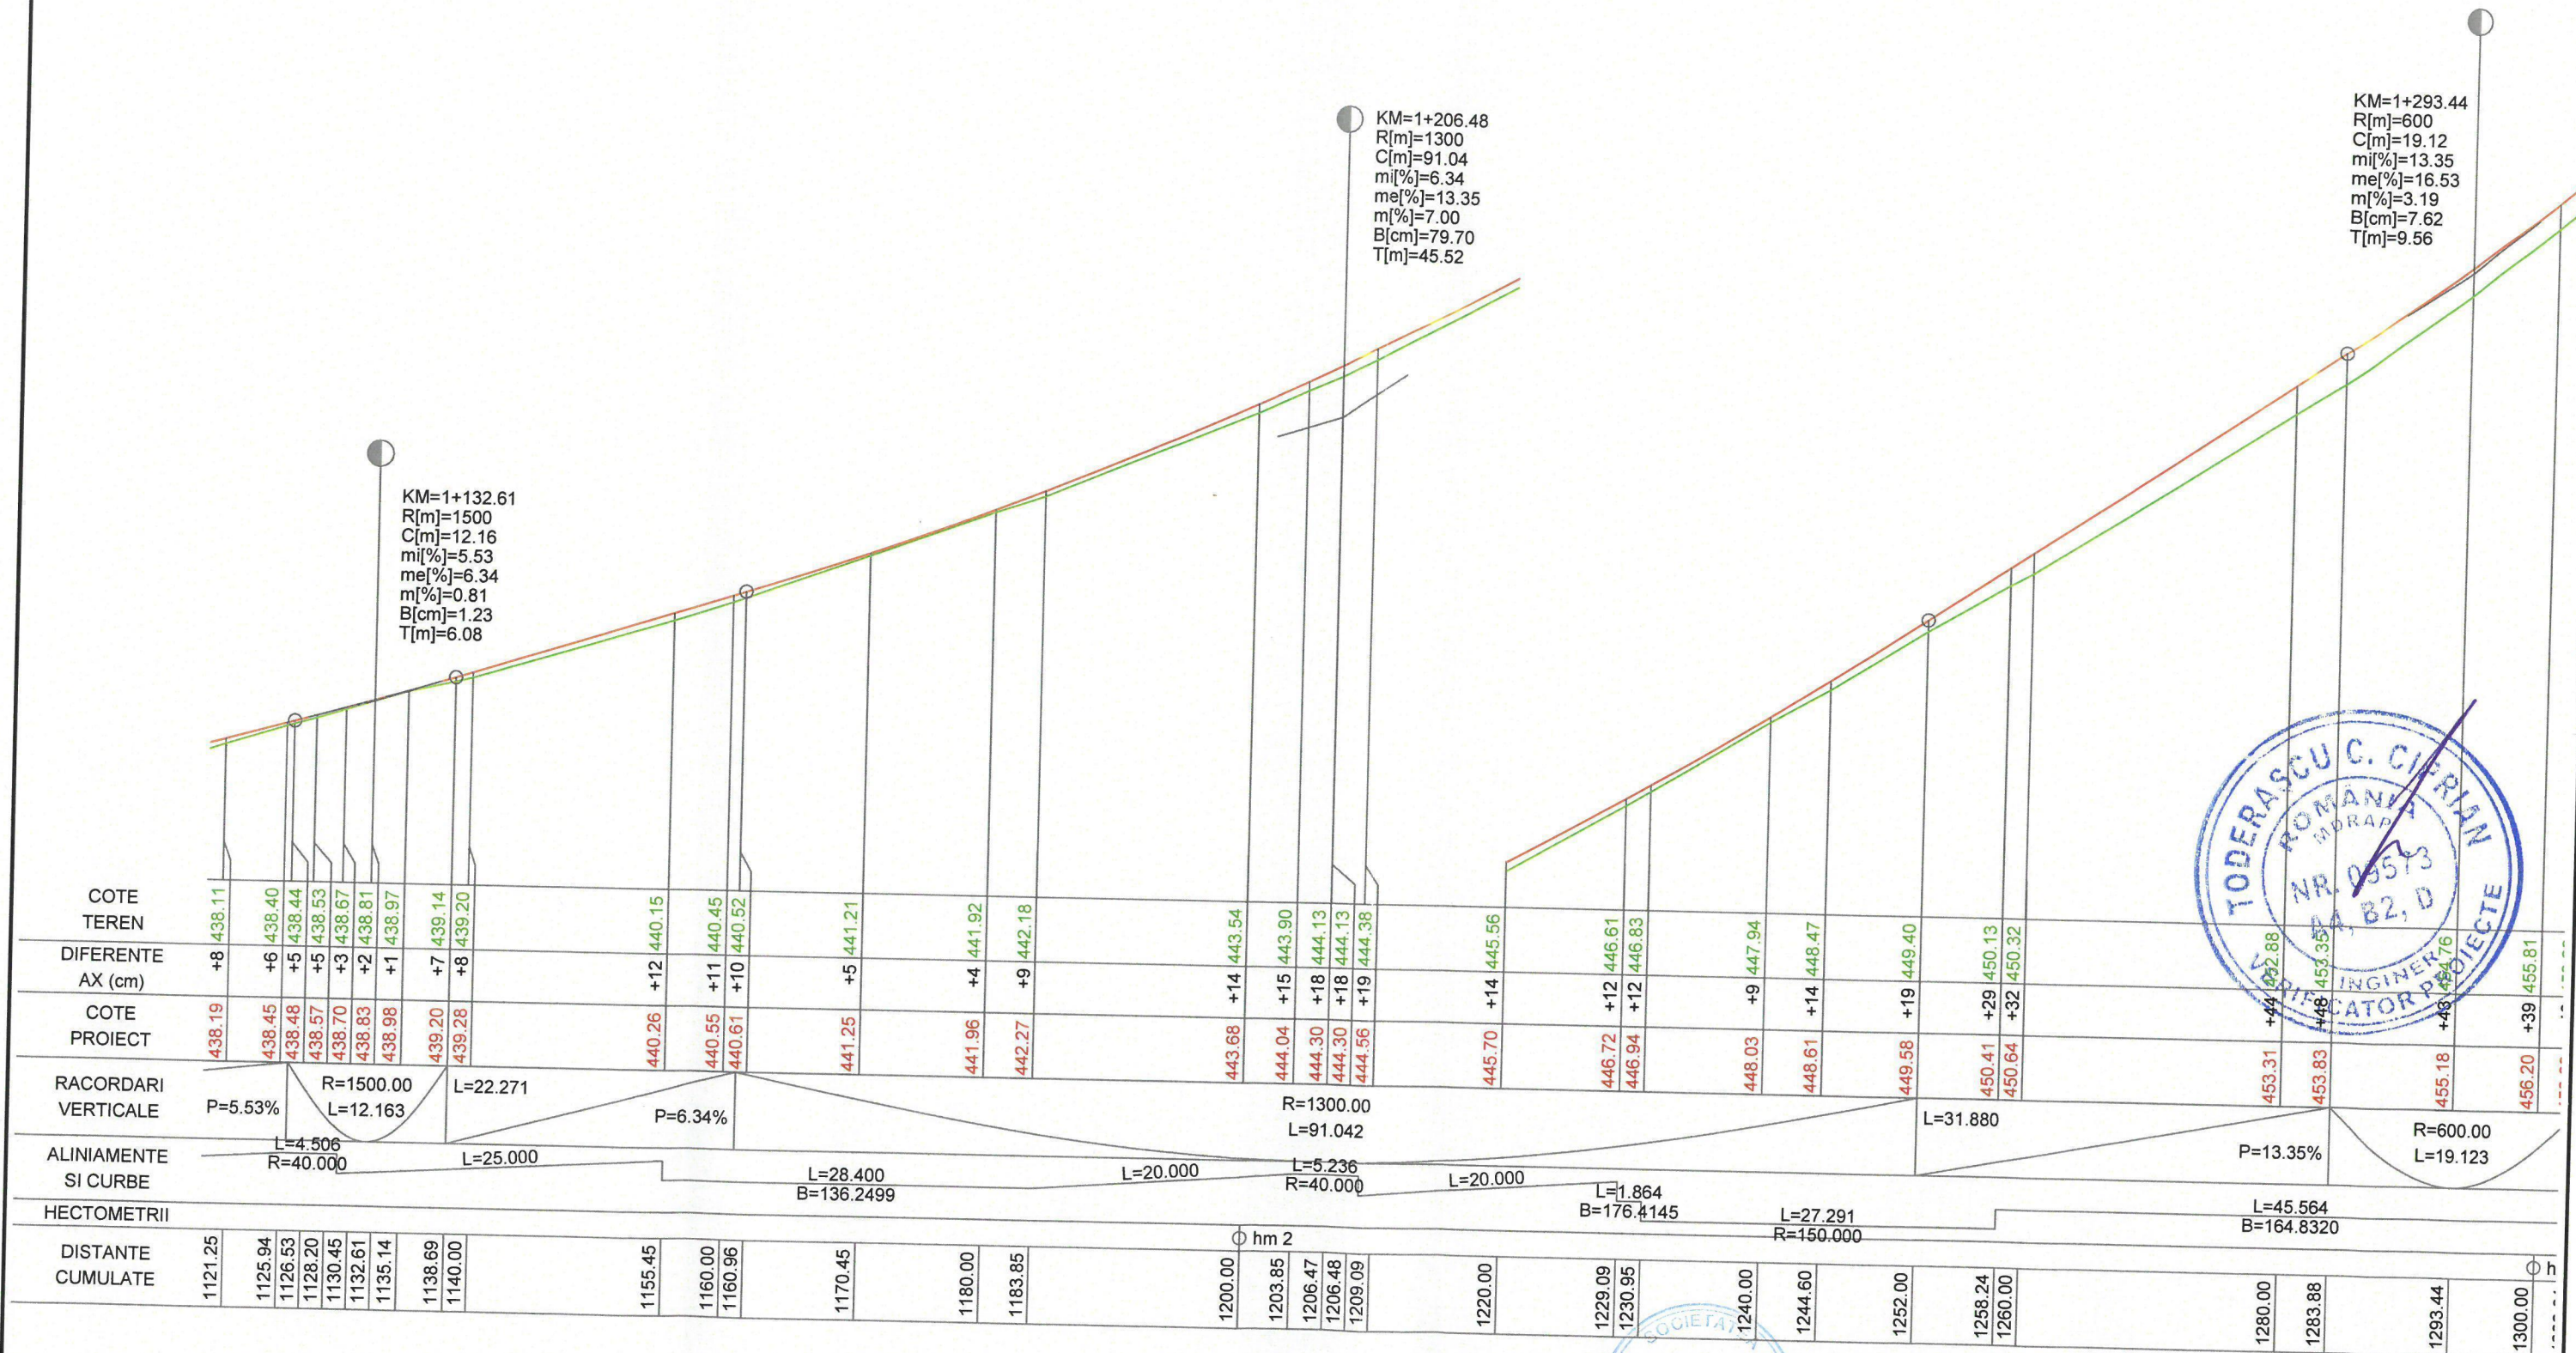 KM=1+132.61
R[m]=1500
C[m]=12.16
mi[%]=5.53
me[%]=6.34
m[%]=0.81
B[cm]=1.23
T[m]=6.08
KM=1+206.48
R[m]=1300
C[m]=91.04
mi[%]=6.34
me[%]=13.35
m[%]=7.00
B[cm]=79.70
T[m]=45.52
KM=1+293.44
R[m]=600
C[m]=19.12
mi[%]=13.35
me[%]=16.53
m[%]=3.19
B[cm]=7.62
T[m]=9.56
COTE
TEREN
438.11 438.40 438.44 438.53 438.67 438.81 438.97 439.14 439.20 440.15 440.45 440.52 441.21 441.92 442.18 443.54 443.90 444.13 444.13 444.38 445.56 446.61 446.83 447.94 448.47 449.40 450.13 450.32 452.88 453.35 454.76 455.81
DIFERENTE
AX (cm)
+8 +6 +5 +5 +3 +2 +1 +7 +8 +12 +11 +10 +5 +4 +9 +14 +15 +18 +18 +19 +14 +12 +12 +9 +14 +19 +29 +32 +44 +48 +39
COTE
PROIECT
438.19 438.45 438.48 438.57 438.70 438.83 438.98 439.20 439.28 440.26 440.55 440.61 441.25 441.96 442.27 443.68 444.04 444.30 444.30 444.56 445.70 446.72 446.94 448.03 448.61 449.58 450.41 450.64 453.31 453.83 455.18 456.20
RACORDARI
VERTICALE
P=5.53%
R=1500.00
L=12.163
L=22.271
P=6.34%
R=1300.00
L=91.042
L=31.880
P=13.35%
R=600.00
L=19.123
ALINIAMENTE
SI CURBE
L=4.506
R=40.000
L=25.000
L=28.400
B=136.2499
L=20.000
L=5.236
R=40.000
L=20.000
L=1.864
B=176.4145
L=27.291
R=150.000
L=45.564
B=164.8320
HECTOMETRII
hm 2
h
DISTANTE
CUMULATE
1121.25 1125.94 1126.53 1128.20 1130.45 1132.61 1135.14 1138.69 1140.00 1155.45 1160.00 1160.96 1170.45 1180.00 1183.85 1200.00 1203.85 1206.47 1206.48 1209.09 1220.00 1229.09 1230.95 1240.00 1244.60 1252.00 1258.24 1260.00 1280.00 1283.88 1293.44 1300.00
TODERASCU C. CIPRIAN
ROMÂNIA
MDRAP
NR. 09573
A4, B2, D
INGINER
VERIFICATOR PROIECTE
SOCIETATEA